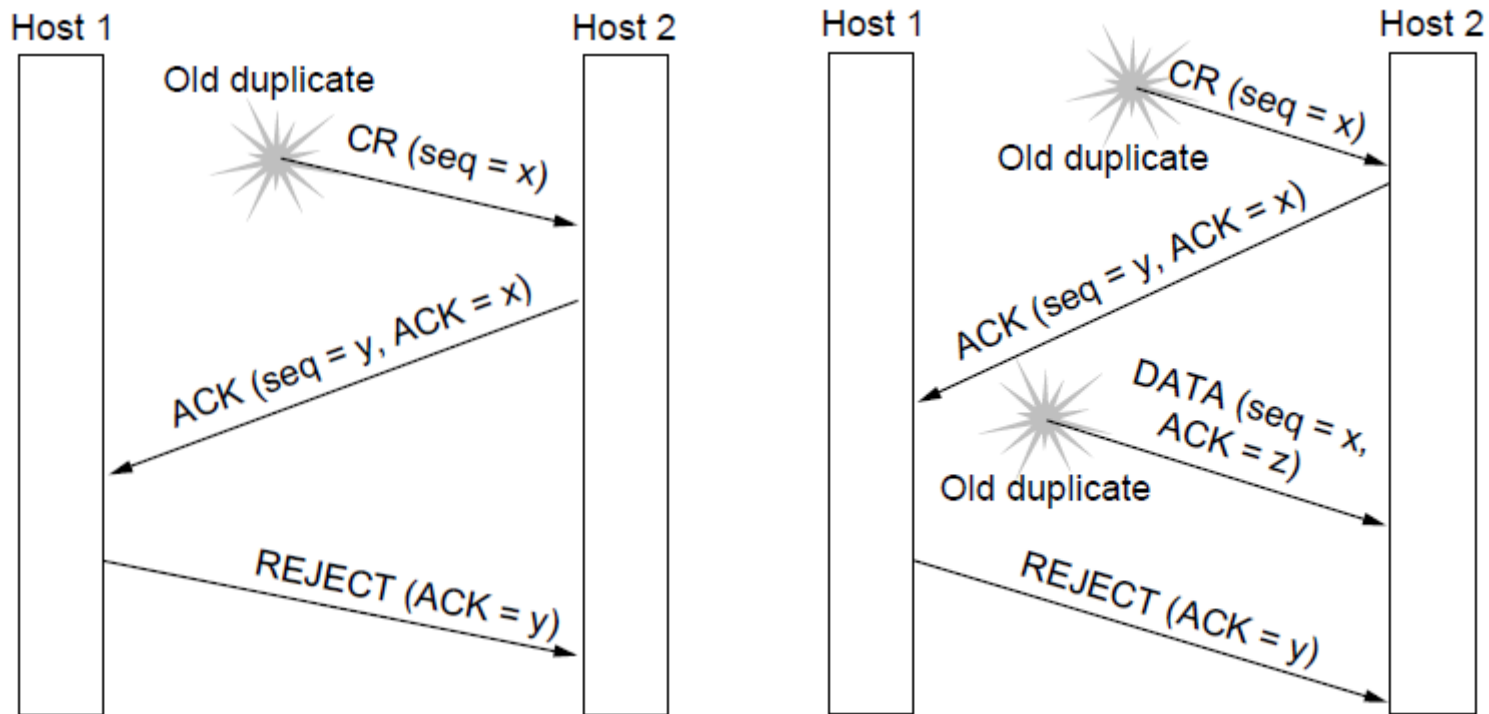 Host 1
Host 2
Old duplicate
CR (seq = x)
ACK (seq = y, ACK = x)
REJECT (ACK = y)
Host 1
Host 2
CR (seq = x)
Old duplicate
ACK (seq = y, ACK = x)
DATA (seq = x,
ACK = z)
Old duplicate
REJECT (ACK = y)